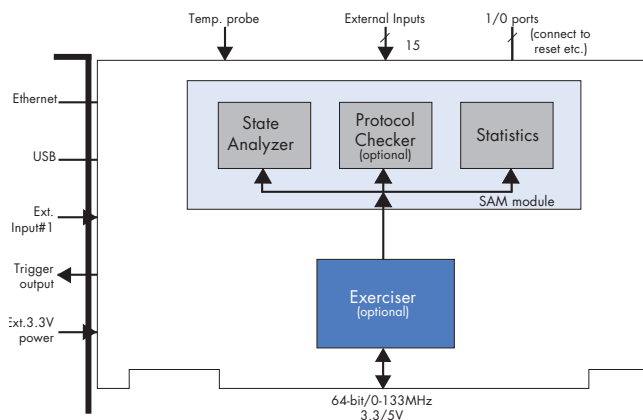 Temp. probe
External Inputs
15
1/0 ports
(connect to
reset etc.)
Ethernet
USB
Ext.
Input#1
Trigger
output
Ext.3.3V
power
State
Analyzer
Protocol
Checker
(optional)
Statistics
SAM module
Exerciser
(optional)
64-bit/0-133MHz
3.3/5V